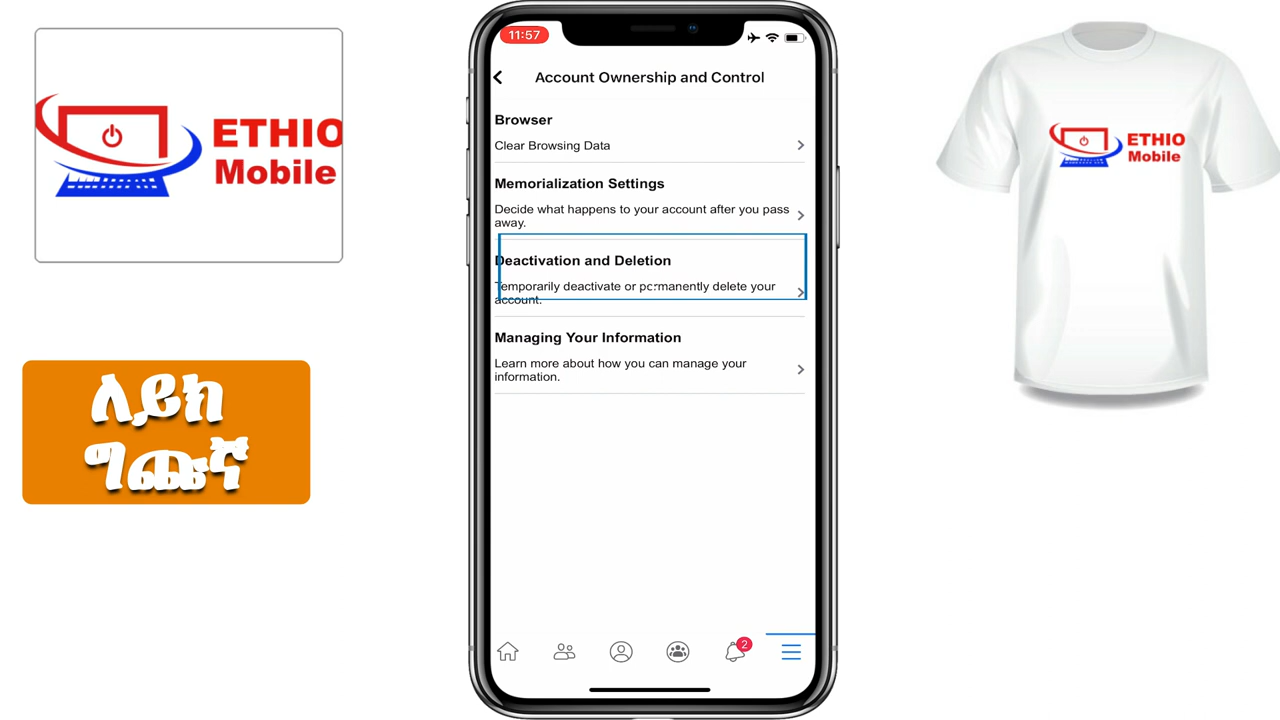 ETHIO
Mobile
ላይክ
ግጩኛ
11:57
Account Ownership and Control
Browser
Clear Browsing Data
Memorialization Settings
Decide what happens to your account after you pass
away.
Deactivation and Deletion
Temporarily deactivate or permanently delete your
account.
Managing Your Information
Learn more about how you can manage your
information.
2
ETHIO
Mobile